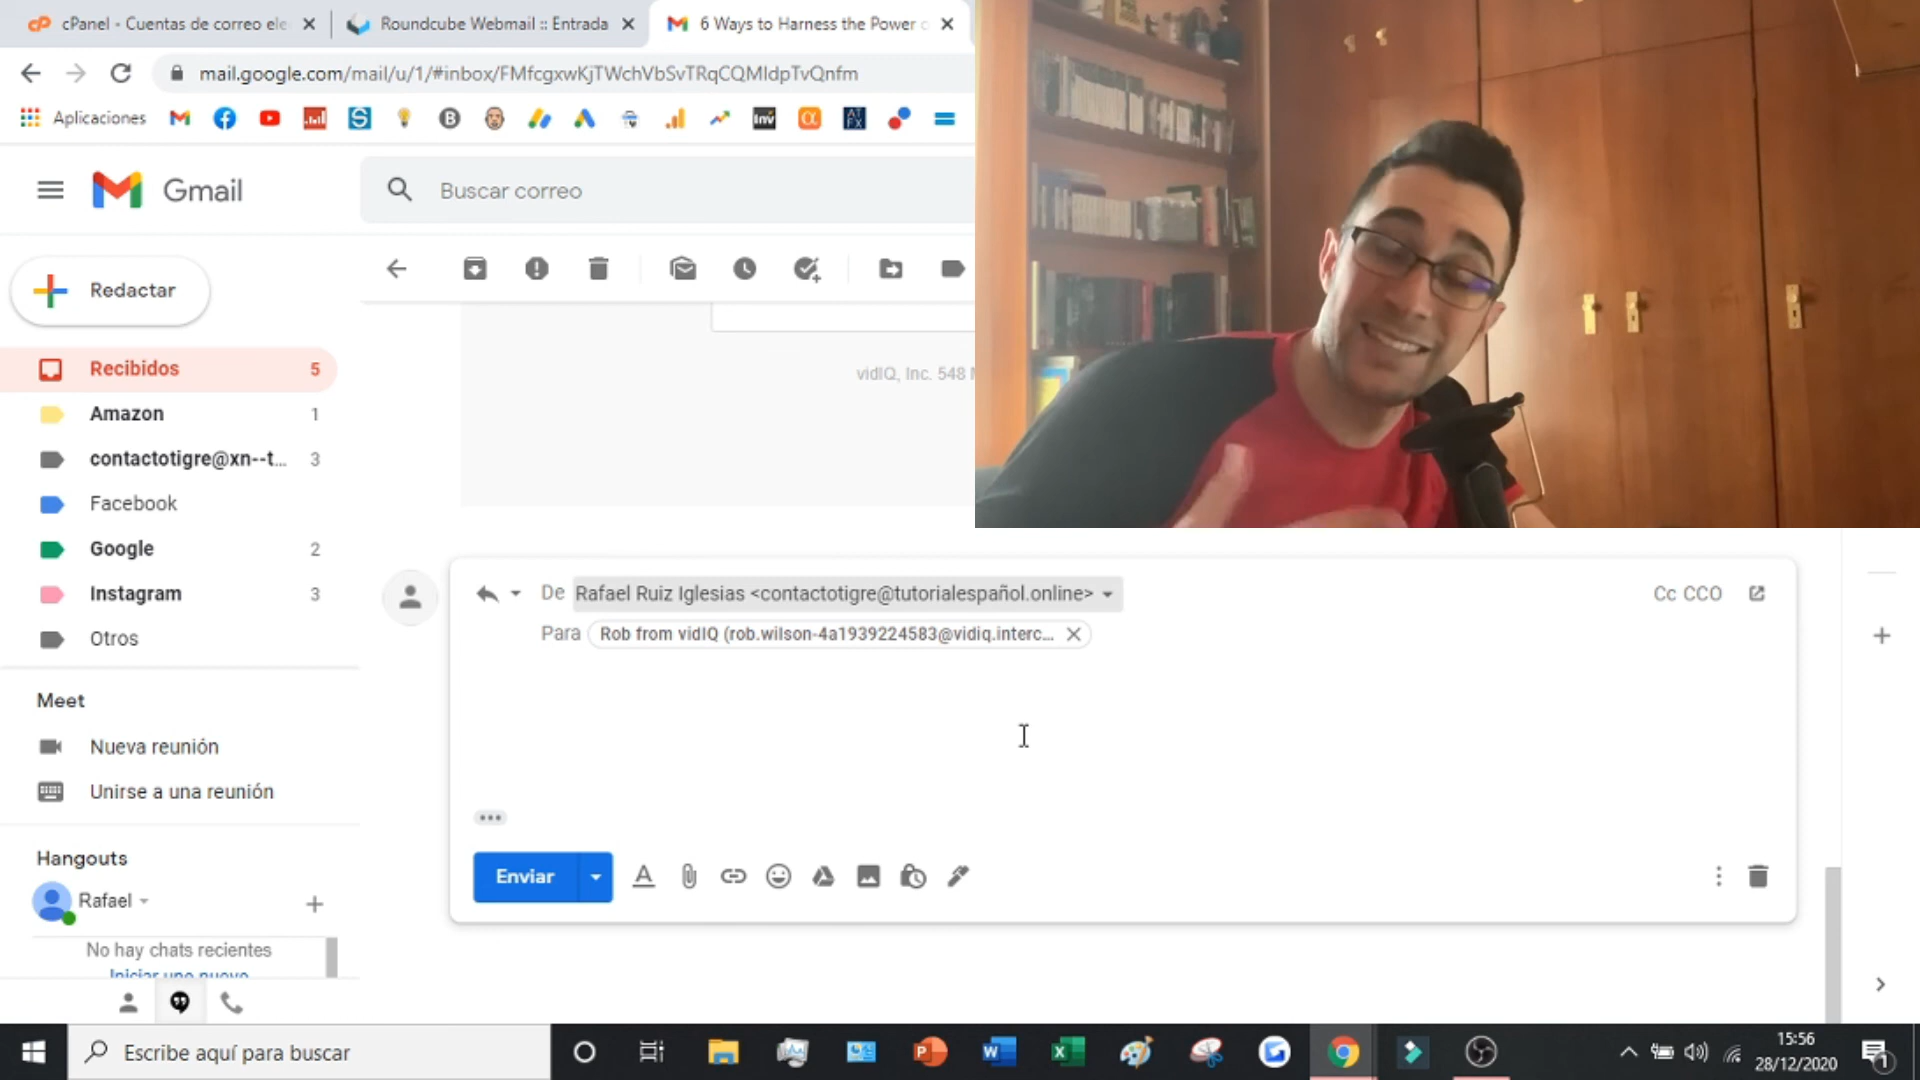 cPanel - Cuentas de correo ele
Roundcube Webmail :: Entrada
6 Ways to Harness the Power o
mail.google.com/mail/u/1/#inbox/FMfcgxwKjTWchVbSvTRqCQMldpTvQnfm
Aplicaciones
Gmail
Buscar correo
Redactar
Recibidos 5
Amazon 1
contactotigre@xn--t... 3
Facebook
Google 2
Instagram 3
Otros
Meet
Nueva reunión
Unirse a una reunión
Hangouts
Rafael
No hay chats recientes
Iniciar uno nuevo
vidIQ, Inc. 548
De Rafael Ruiz Iglesias <contactotigre@tutorialespañol.online>
Cc CCO
Para Rob from vidIQ (rob.wilson-4a1939224583@vidiq.interc...
Enviar
Escribe aquí para buscar
15:56
28/12/2020
1